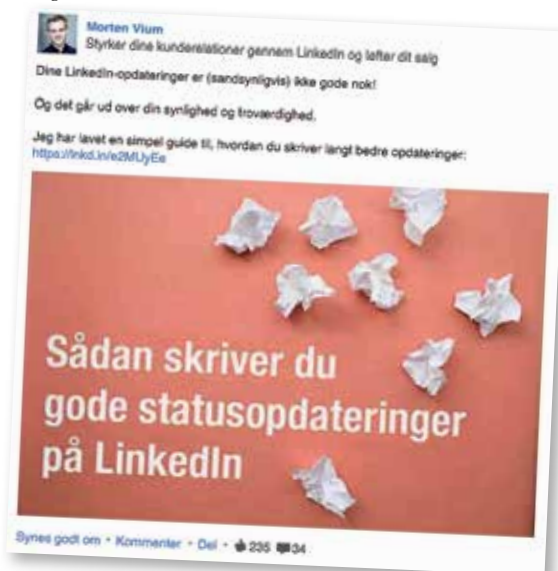 Morten Vium
Styrker dine kunderelationer gennem LinkedIn og løfter dit salg
Dine LinkedIn-opdateringer er (sandsynligvis) ikke gode nok!
Og det går ud over din synlighed og troværdighed.
Jeg har lavet en simpel guide til, hvordan du skriver langt bedre opdateringer:
https://lnkd.in/e2MUyEe
Sådan skriver du
gode statusopdateringer
på LinkedIn
Synes godt om • Kommenter • Del • 235 34